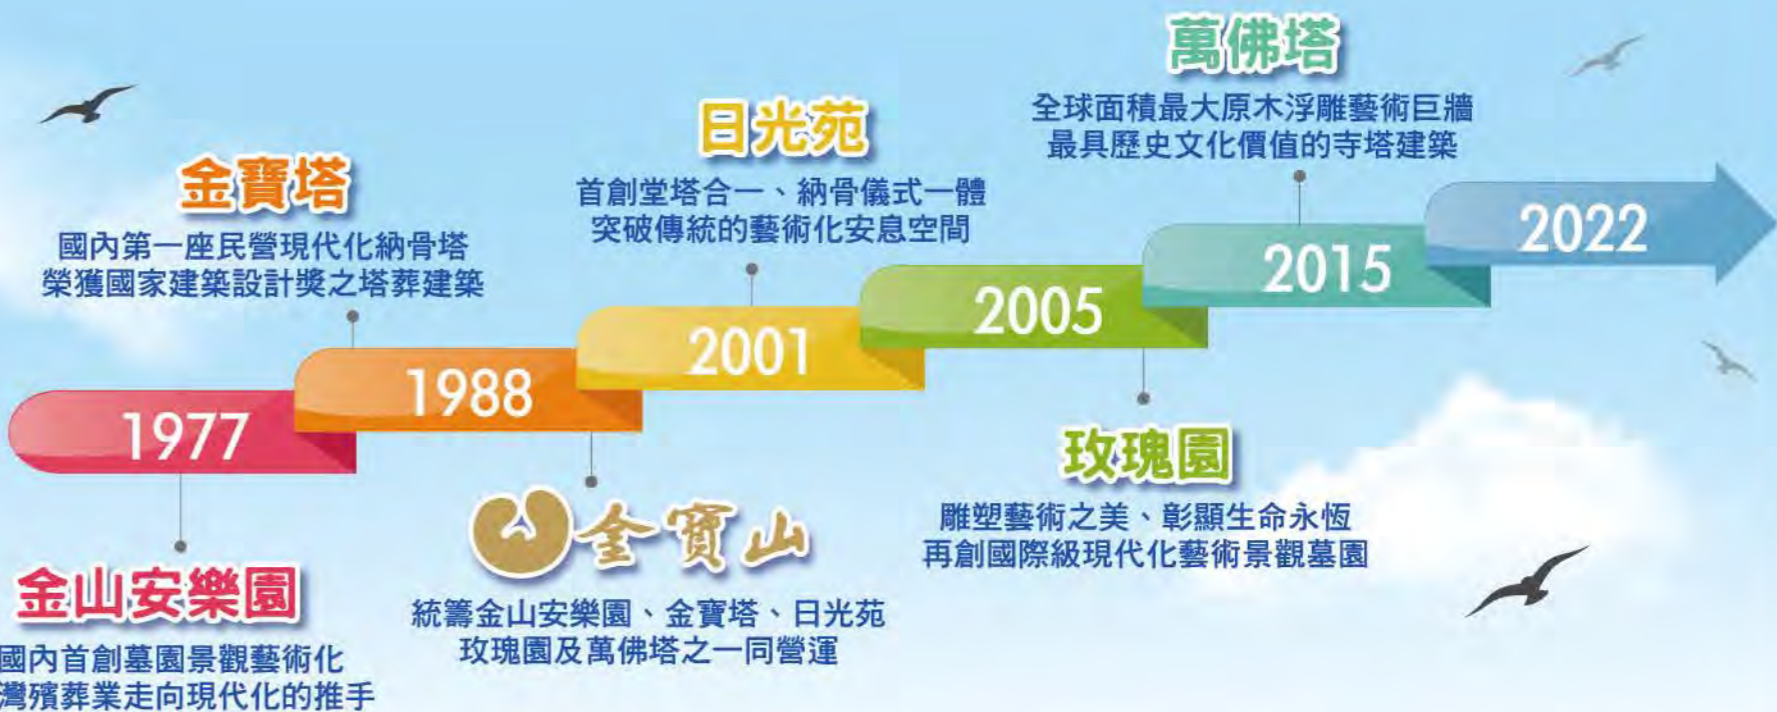 1977
金山安樂園
國內首創墓園景觀藝術化
灣殯葬業走向現代化的推手
1988
金寶塔
國內第一座民營現代化納骨塔
榮獲國家建築設計獎之塔葬建築
金寶山
統籌金山安樂園、金寶塔、日光苑
玫瑰園及萬佛塔之一同營運
2001
日光苑
首創堂塔合一、納骨儀式一體
突破傳統的藝術化安息空間
2005
玫瑰園
雕塑藝術之美、彰顯生命永恆
再創國際級現代化藝術景觀墓園
2015
萬佛塔
全球面積最大原木浮雕藝術巨牆
最具歷史文化價值的寺塔建築
2022